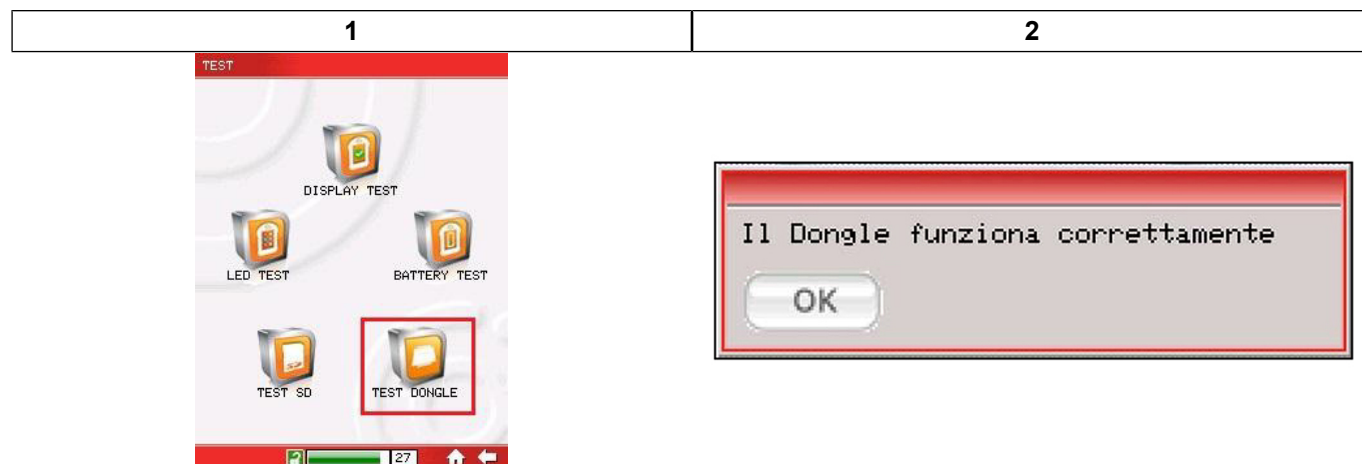 1
2
TEST
DISPLAY TEST
LED TEST
BATTERY TEST
TEST SD
TEST DONGLE
27
Il Dongle funziona correttamente
OK